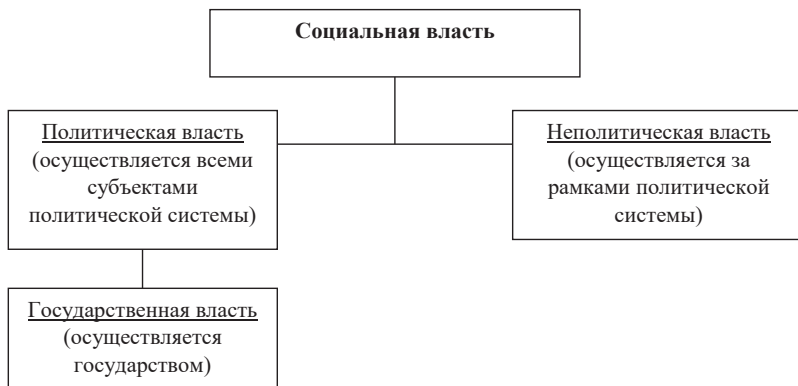 Социальная власть
Политическая власть
(осуществляется всеми
субъектами
политической системы)
Неполитическая власть
(осуществляется за
рамками политической
системы)
Государственная власть
(осуществляется
государством)